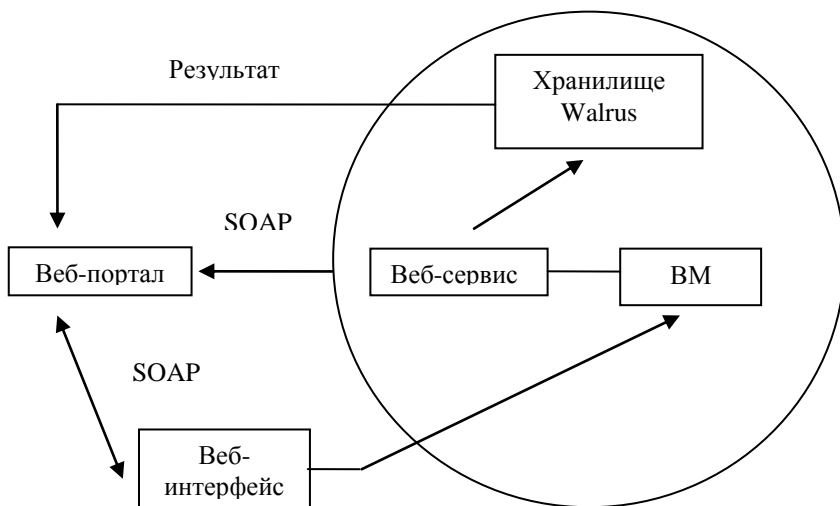 Результат
Хранилище
Walrus
SOAP
Веб-портал
Веб-сервис
ВМ
SOAP
Веб-
интерфейс